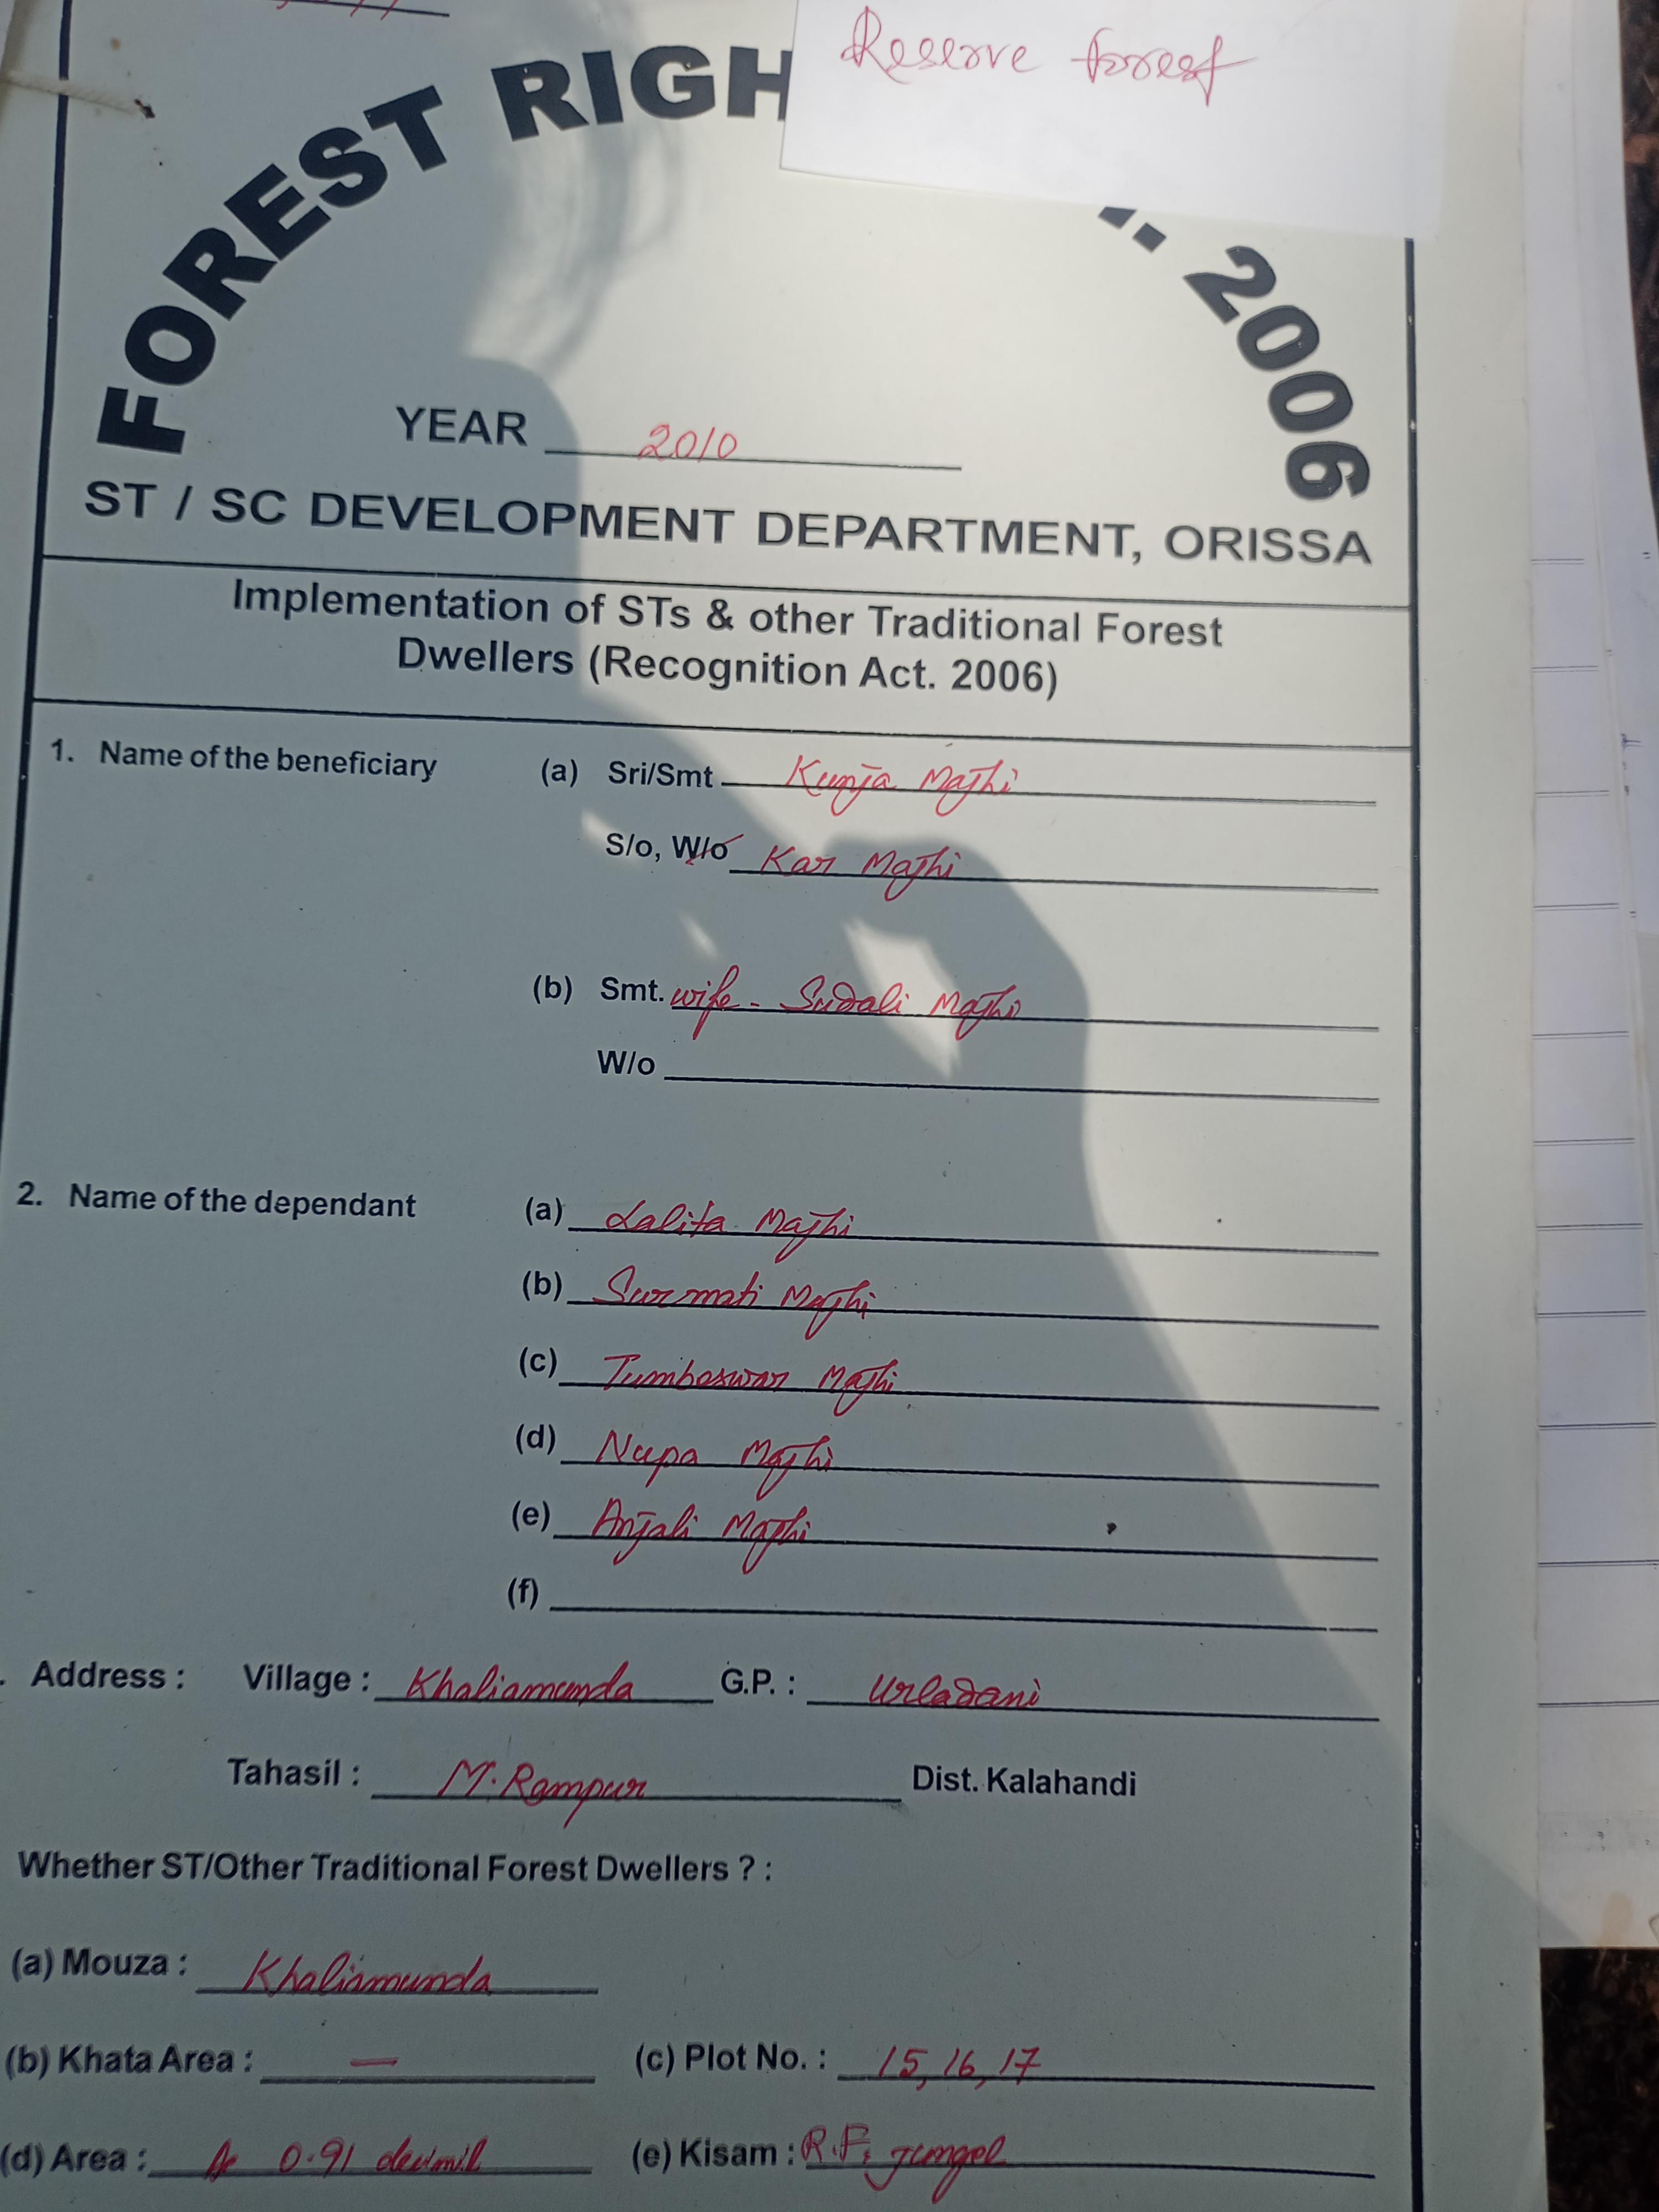 Reserve forest
FOREST RIGH . 2006
YEAR 2010
ST / SC DEVELOPMENT DEPARTMENT, ORISSA
Implementation of STs & other Traditional Forest
Dwellers (Recognition Act. 2006)
1. Name of the beneficiary (a) Sri/Smt Kunja Majhi
S/o, W/o Kar Majhi
(b) Smt. wife - Sudali Majhi
W/o
2. Name of the dependant (a) Lalita Majhi
(b) Surmati Majhi
(c) Tumbaswar Majhi
(d) Nupa Majhi
(e) Anjali Majhi
(f)
. Address : Village : Khaliamunda G.P. : Urladani
Tahasil : M. Rampur Dist. Kalahandi
Whether ST/Other Traditional Forest Dwellers ? :
(a) Mouza : Khaliamunda
(b) Khata Area : — (c) Plot No. : 15, 16, 17
(d) Area : 0.91 (e) Kisam : R.F. jungel